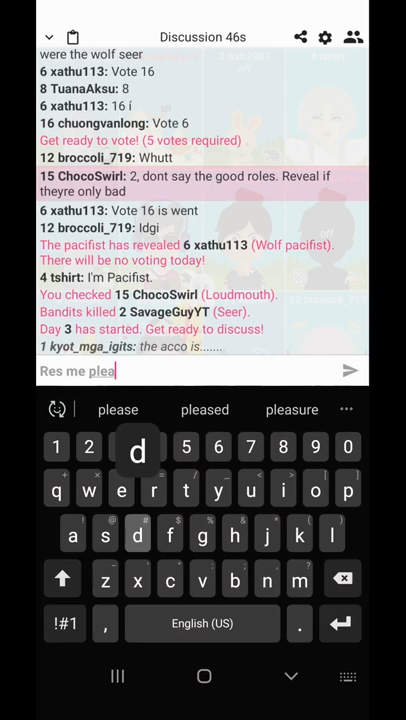 Discussion 46s
were the wolf seer
6 xathu113: Vote 16
8 TuanaAksu: 8
6 xathu113: 16 í
16 chuongvanlong: Vote 6
Get ready to vote! (5 votes required)
12 broccoli_719: Whutt
15 ChocoSwirl: 2, dont say the good roles. Reveal if
theyre only bad
6 xathu113: Vote 16 is went
12 broccoli_719: Idgi
The pacifist has revealed 6 xathu113 (Wolf pacifist).
There will be no voting today!
4 tshirt: I'm Pacifist.
You checked 15 ChocoSwirl (Loudmouth).
Bandits killed 2 SavageGuyYT (Seer).
Day 3 has started. Get ready to discuss!
1 kyot_mga_igits: the acco is.......
Res me plea
please pleased pleasure
d
1 2 5 6 7 8 9 0
q w e r t y u i o p
a s d f g h j k l
z x c v b n m
!#1 , English (US) .